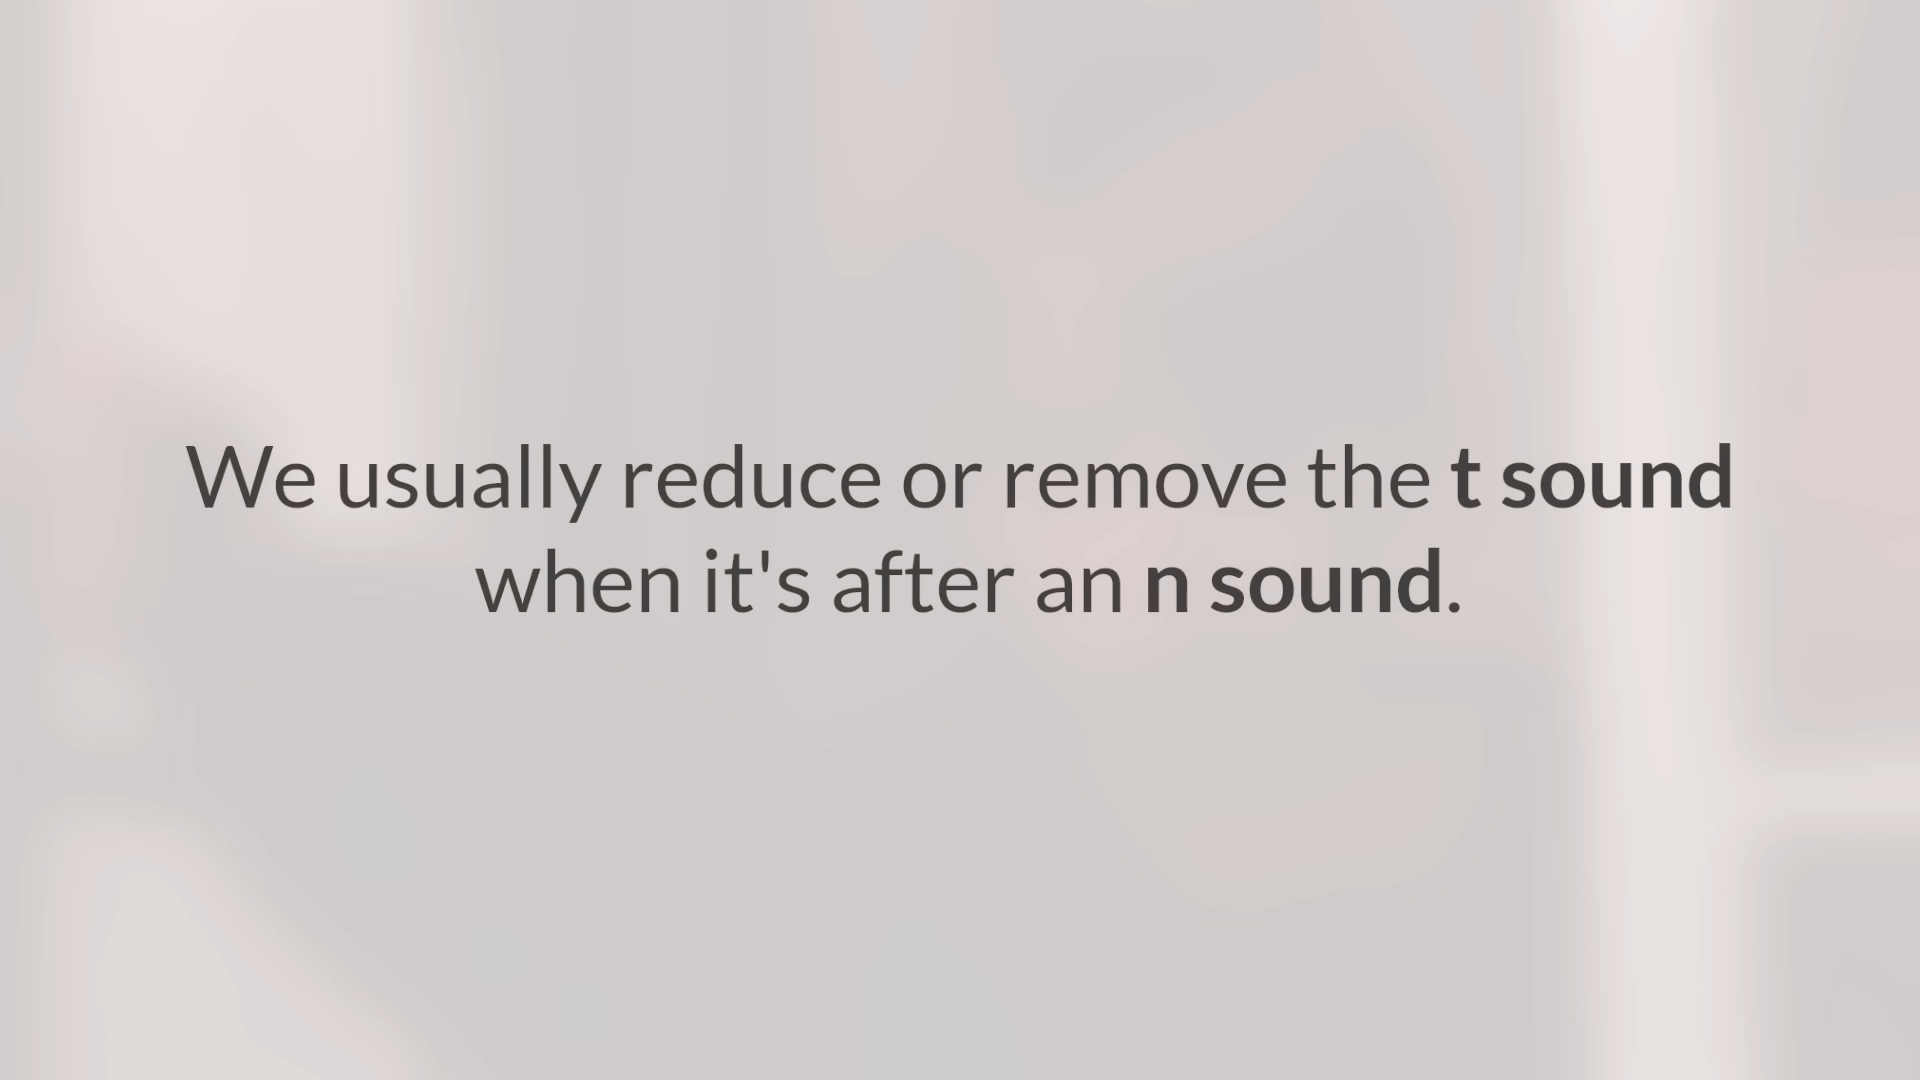 We usually reduce or remove the t sound
when it's after an n sound.